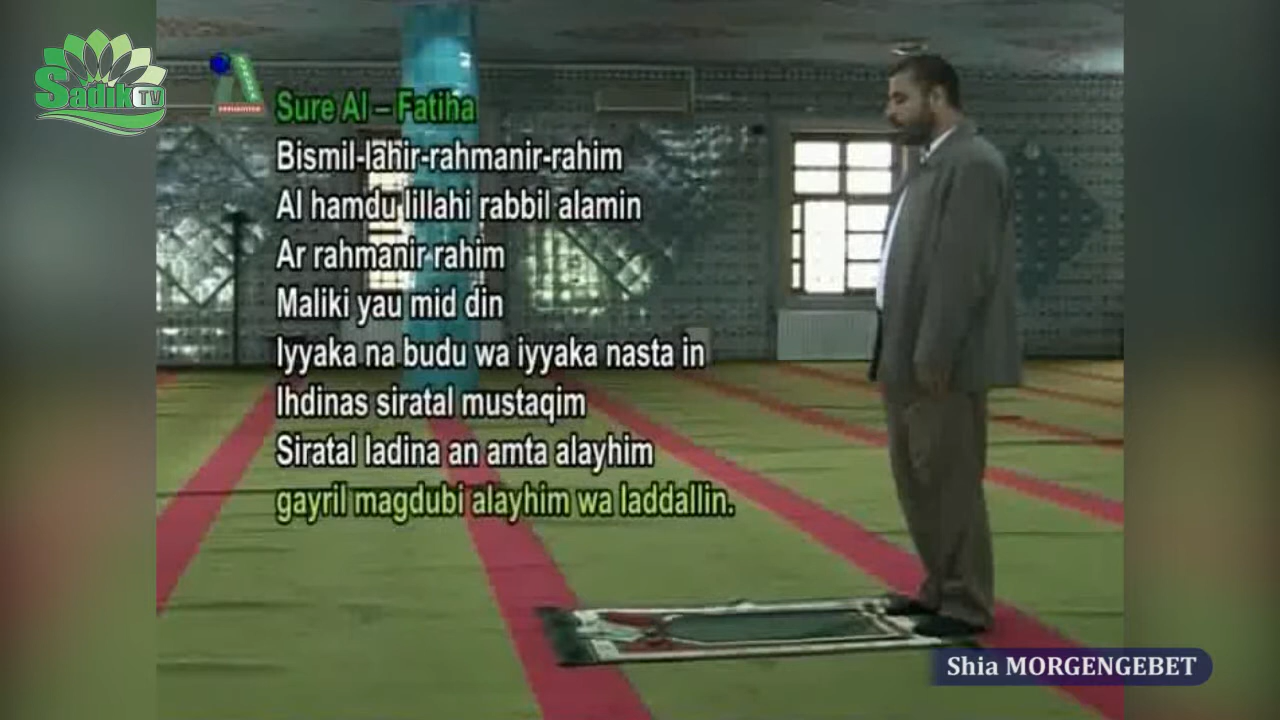 Sadik TV
Sure Al – Fatiha
Bismil-lahir-rahmanir-rahim
Al hamdu lillahi rabbil alamin
Ar rahmanir rahim
Maliki yau mid din
Iyyaka na budu wa iyyaka nasta in
Ihdinas siratal mustaqim
Siratal ladina an amta alayhim
gayril magdubi alayhim wa laddallin.
Shia MORGENGEBET